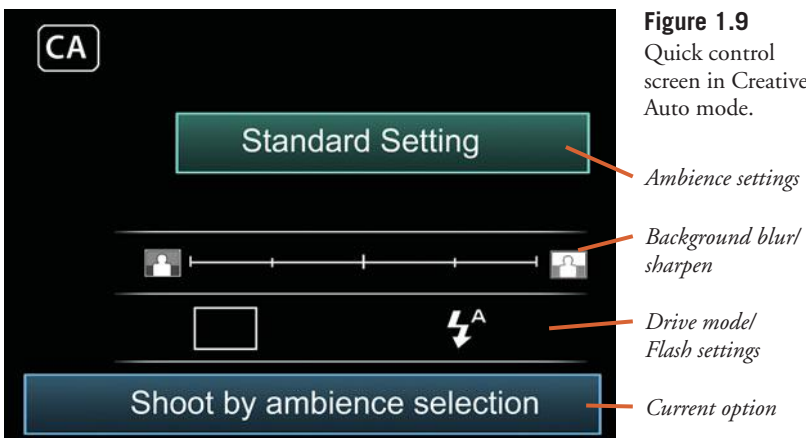 CA
Standard Setting
A
Shoot by ambience selection
Figure 1.9
Quick control
screen in Creative
Auto mode.
Ambience settings
Background blur/
sharpen
Drive mode/
Flash settings
Current option